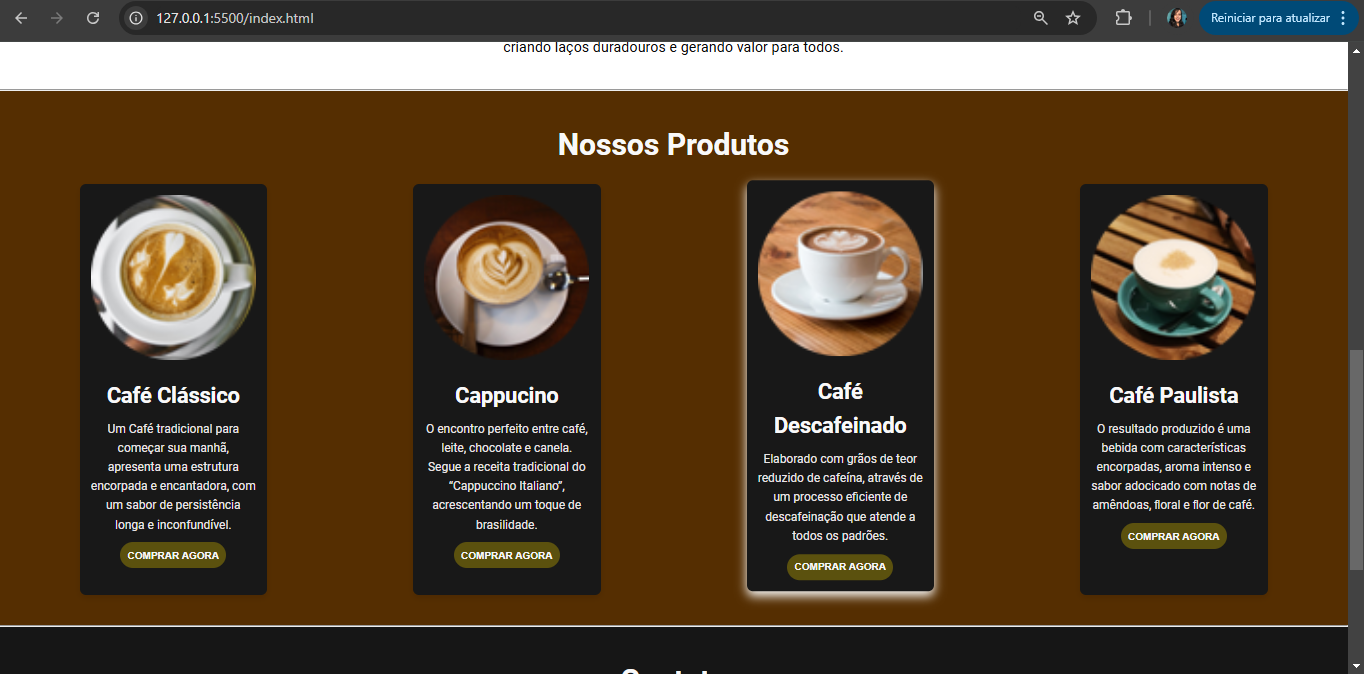 127.0.0.1:5500/index.html
Reiniciar para atualizar
criando laços duradouros e gerando valor para todos.
Nossos Produtos
Café Clássico
Um Café tradicional para
começar sua manhã,
apresenta uma estrutura
encorpada e encantadora, com
um sabor de persistência
longa e inconfundível.
COMPRAR AGORA
Cappucino
O encontro perfeito entre café,
leite, chocolate e canela.
Segue a receita tradicional do
“Cappuccino Italiano”,
acrescentando um toque de
brasilidade.
COMPRAR AGORA
Café
Descafeinado
Elaborado com grãos de teor
reduzido de cafeína, através de
um processo eficiente de
descafeinação que atende a
todos os padrões.
COMPRAR AGORA
Café Paulista
O resultado produzido é uma
bebida com características
encorpadas, aroma intenso e
sabor adocicado com notas de
amêndoas, floral e flor de café.
COMPRAR AGORA